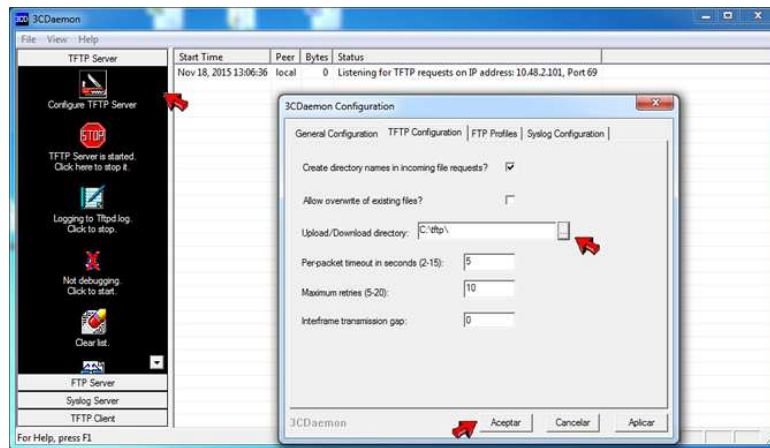 3CD 3CDaemon
File View Help
TFTP Server
Configure TFTP Server
STOP
TFTP Server is started.
Click here to stop it.
Logging to Tftpd.log.
Click to stop.
Not debugging.
Click to start.
Clear list.
FTP Server
Syslog Server
TFTP Client
For Help, press F1
Start Time Peer Bytes Status
Nov 18, 2015 13:06:36 local 0 Listening for TFTP requests on IP address: 10.48.2.101, Port 69
3CDaemon Configuration
General Configuration TFTP Configuration FTP Profiles Syslog Configuration
Create directory names in incoming file requests?
Allow overwrite of existing files?
Upload/Download directory: C:\tftp\ ...
Per-packet timeout in seconds (2-15): 5
Maximum retries (5-20): 10
Interframe transmission gap: 0
3CDaemon
Aceptar Cancelar Aplicar